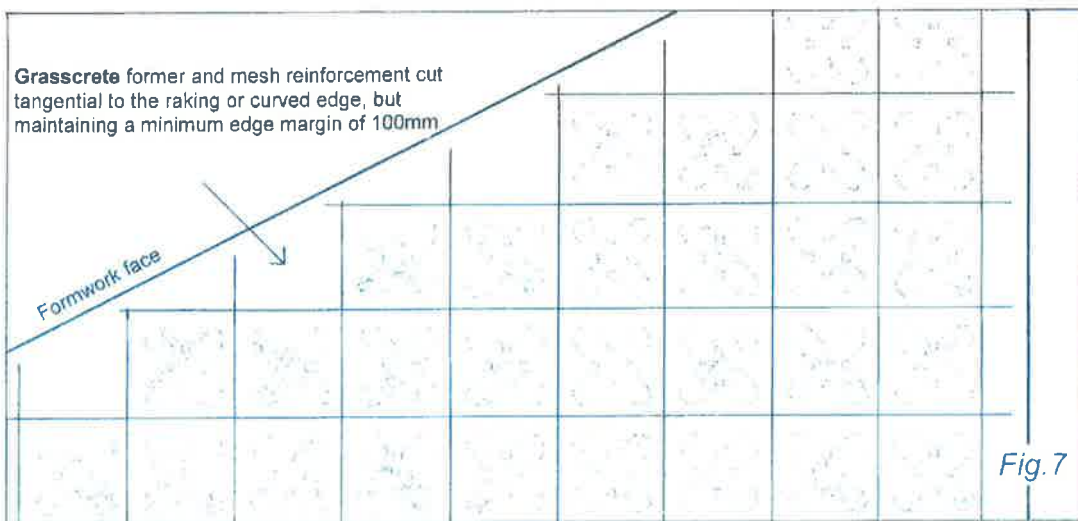 Grasscrete former and mesh reinforcement cut
tangential to the raking or curved edge, but
maintaining a minimum edge margin of 100mm
Formwork face
Fig.7